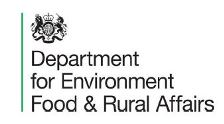 Department
for Environment
Food & Rural Affairs